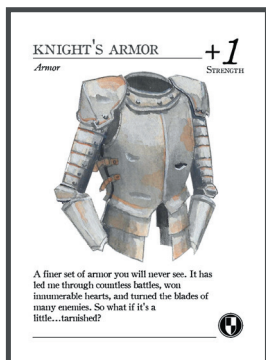 KNIGHT'S ARMOR
+1
Armor
STRENGTH
A finer set of armor you will never see. It has
led me through countless battles, won
innumerable hearts, and turned the blades of
many enemies. So what if it's a
little...tarnished?